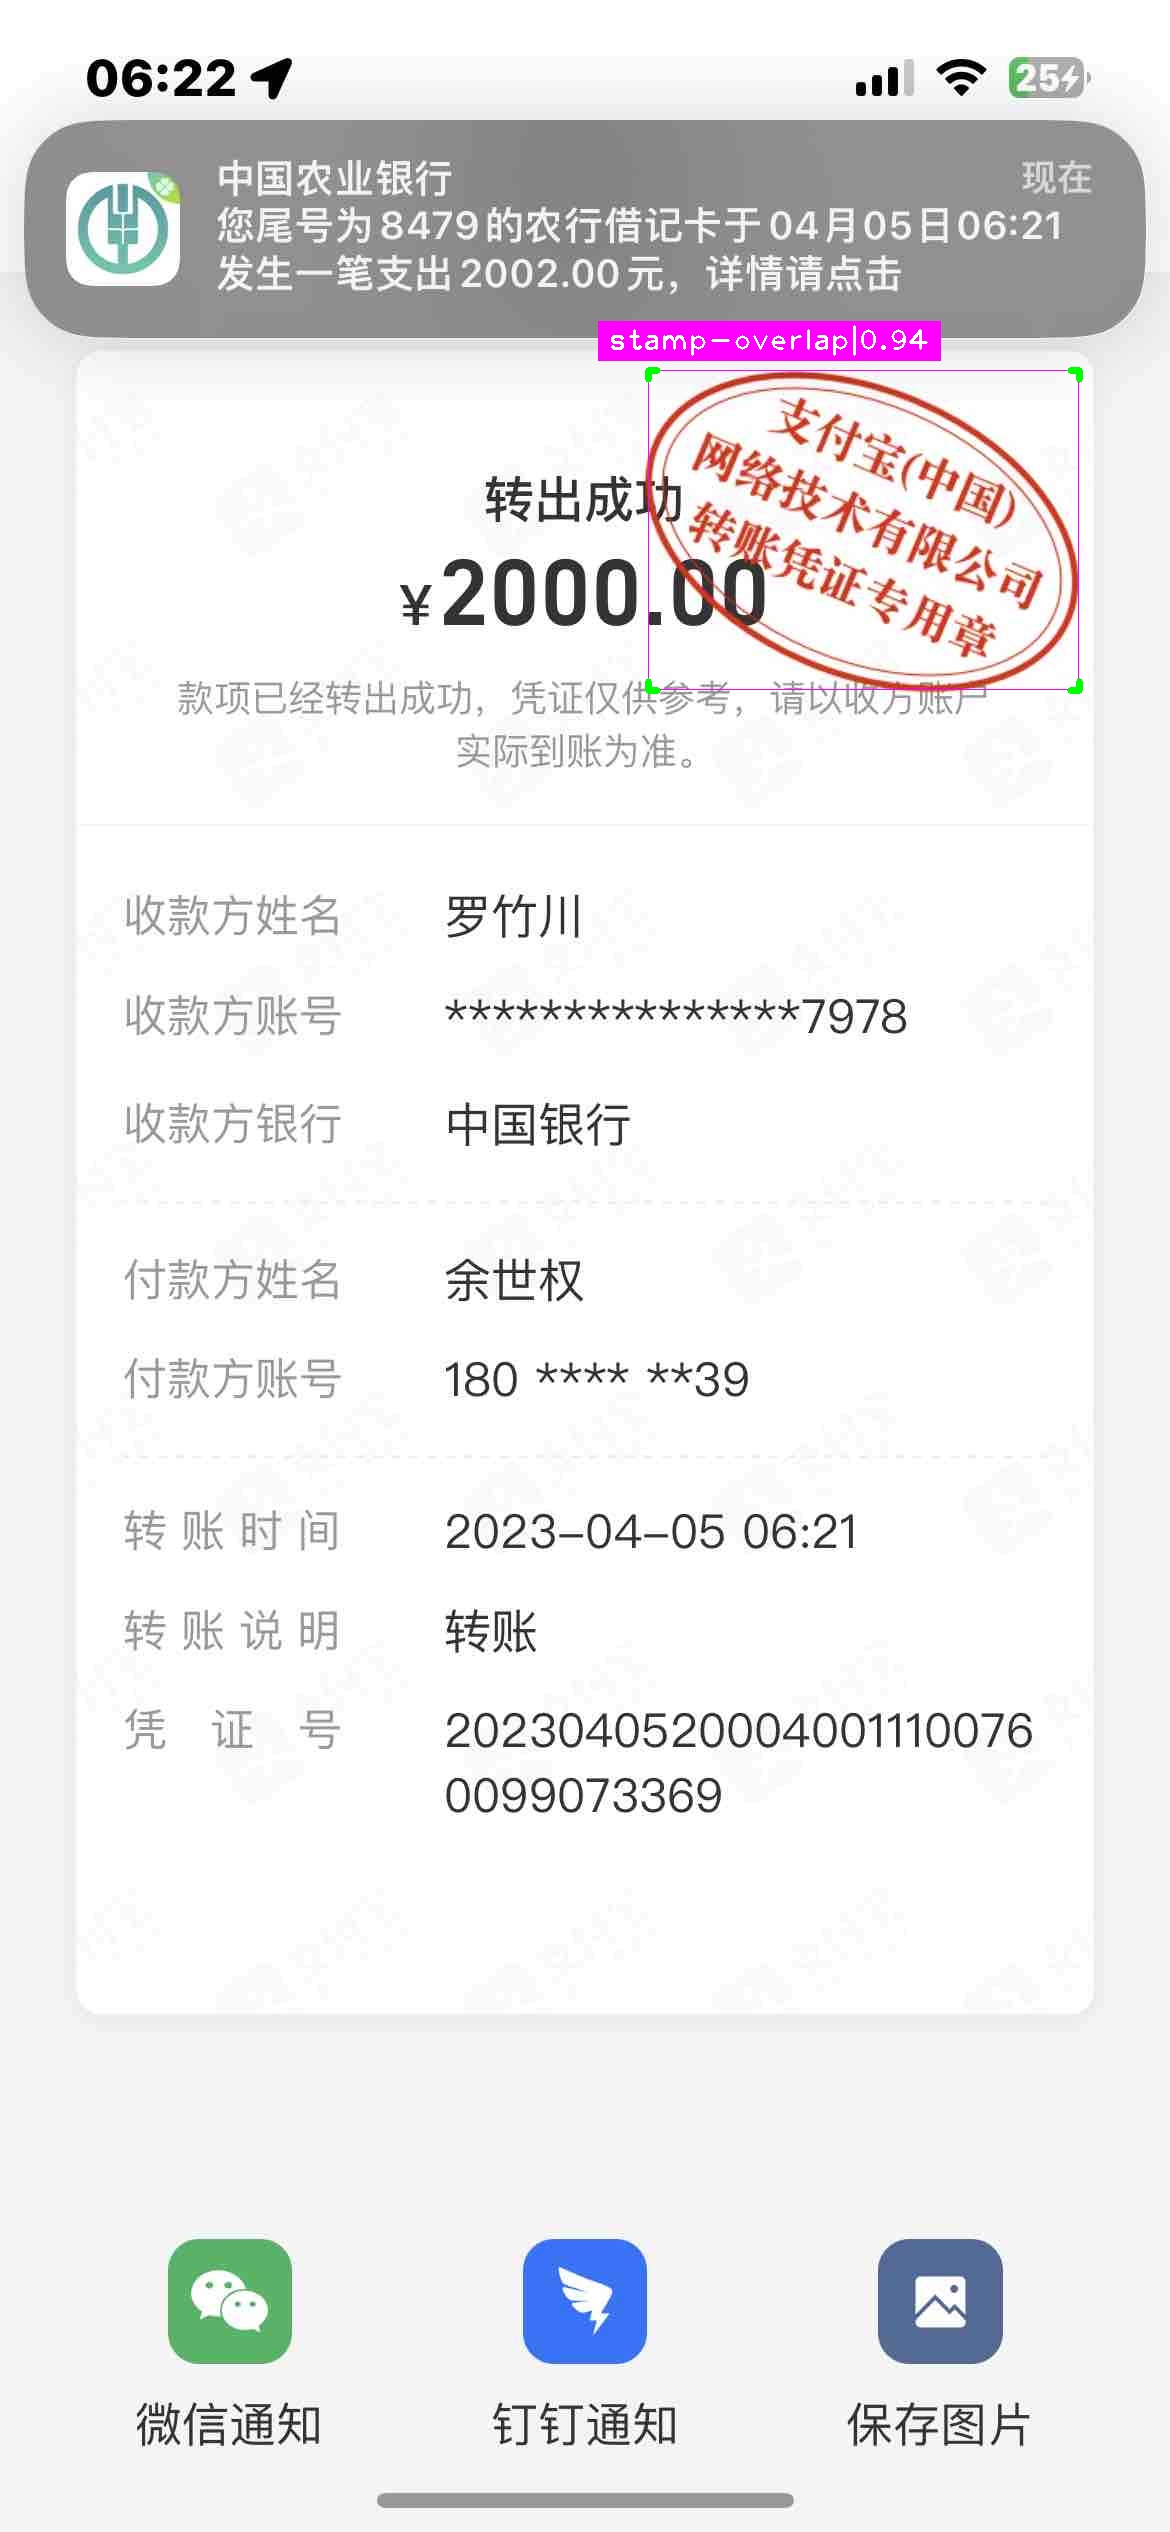 06:22
25
中国农业银行 现在
您尾号为8479的农行借记卡于04月05日06:21
发生一笔支出2002.00元，详情请点击
stamp-overlap|0.94
支付宝(中国)
网络技术有限公司
转账凭证专用章
转出成功
¥2000.00
款项已经转出成功，凭证仅供参考，请以收方账户
实际到账为准。
收款方姓名 罗竹川
收款方账号 ***************7978
收款方银行 中国银行
付款方姓名 余世权
付款方账号 180 **** **39
转账时间 2023-04-05 06:21
转账说明 转账
凭证号 2023040520004001110076
0099073369
微信通知 钉钉通知 保存图片